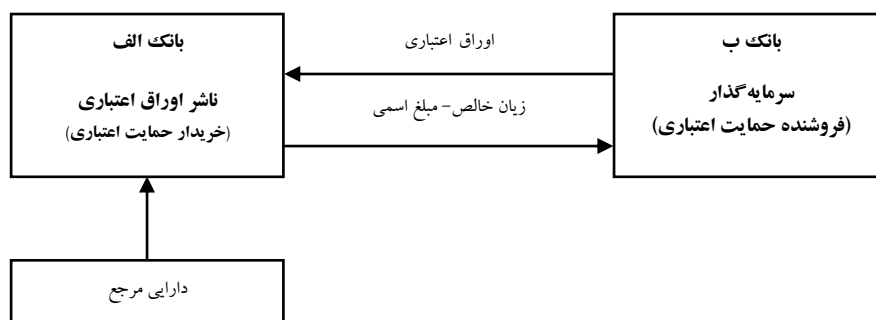 بانک ب
سرمایه‌گذار
(فروشنده حمایت اعتباری)
اوراق اعتباری
زیان خالص- مبلغ اسمی
بانک الف
ناشر اوراق اعتباری
(خریدار حمایت اعتباری)
دارایی مرجع